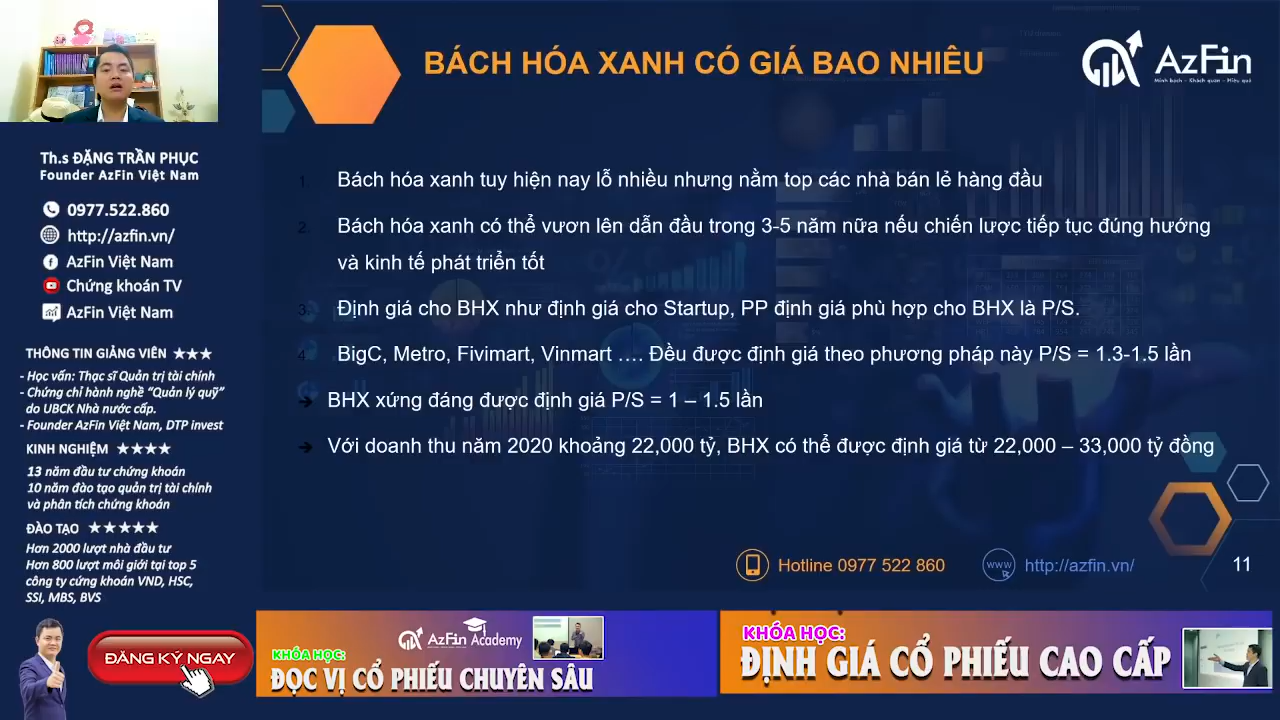 BÁCH HÓA XANH CÓ GIÁ BAO NHIÊU
AzFin
Minh bạch - Khách quan - Hiệu quả
Th.s ĐẶNG TRẦN PHỤC
Founder AzFin Việt Nam
0977.522.860
http://azfin.vn/
AzFin Việt Nam
Chứng khoán TV
AzFin Việt Nam
THÔNG TIN GIẢNG VIÊN ★★★
- Học vấn: Thạc sĩ Quản trị tài chính
- Chứng chỉ hành nghề “Quản lý quỹ”
do UBCK Nhà nước cấp.
- Founder AzFin Việt Nam, DTP invest
KINH NGHIỆM ★★★★
13 năm đầu tư chứng khoán
10 năm đào tạo quản trị tài chính
và phân tích chứng khoán
ĐÀO TẠO ★★★★★
Hơn 2000 lượt nhà đầu tư
Hơn 800 lượt môi giới tại top 5
công ty cứng khoán VND, HSC,
SSI, MBS, BVS
ĐĂNG KÝ NGAY
1. Bách hóa xanh tuy hiện nay lỗ nhiều nhưng nằm top các nhà bán lẻ hàng đầu
2. Bách hóa xanh có thể vươn lên dẫn đầu trong 3-5 năm nữa nếu chiến lược tiếp tục đúng hướng
và kinh tế phát triển tốt
3. Định giá cho BHX như định giá cho Startup, PP định giá phù hợp cho BHX là P/S.
4. BigC, Metro, Fivimart, Vinmart …. Đều được định giá theo phương pháp này P/S = 1.3-1.5 lần
➔ BHX xứng đáng được định giá P/S = 1 – 1.5 lần
➔ Với doanh thu năm 2020 khoảng 22,000 tỷ, BHX có thể được định giá từ 22,000 – 33,000 tỷ đồng
Hotline 0977 522 860
www
http://azfin.vn/
11
AzFin Academy
KHÓA HỌC:
ĐỌC VỊ CỔ PHIẾU CHUYÊN SÂU
KHÓA HỌC:
ĐỊNH GIÁ CỔ PHIẾU CAO CẤP